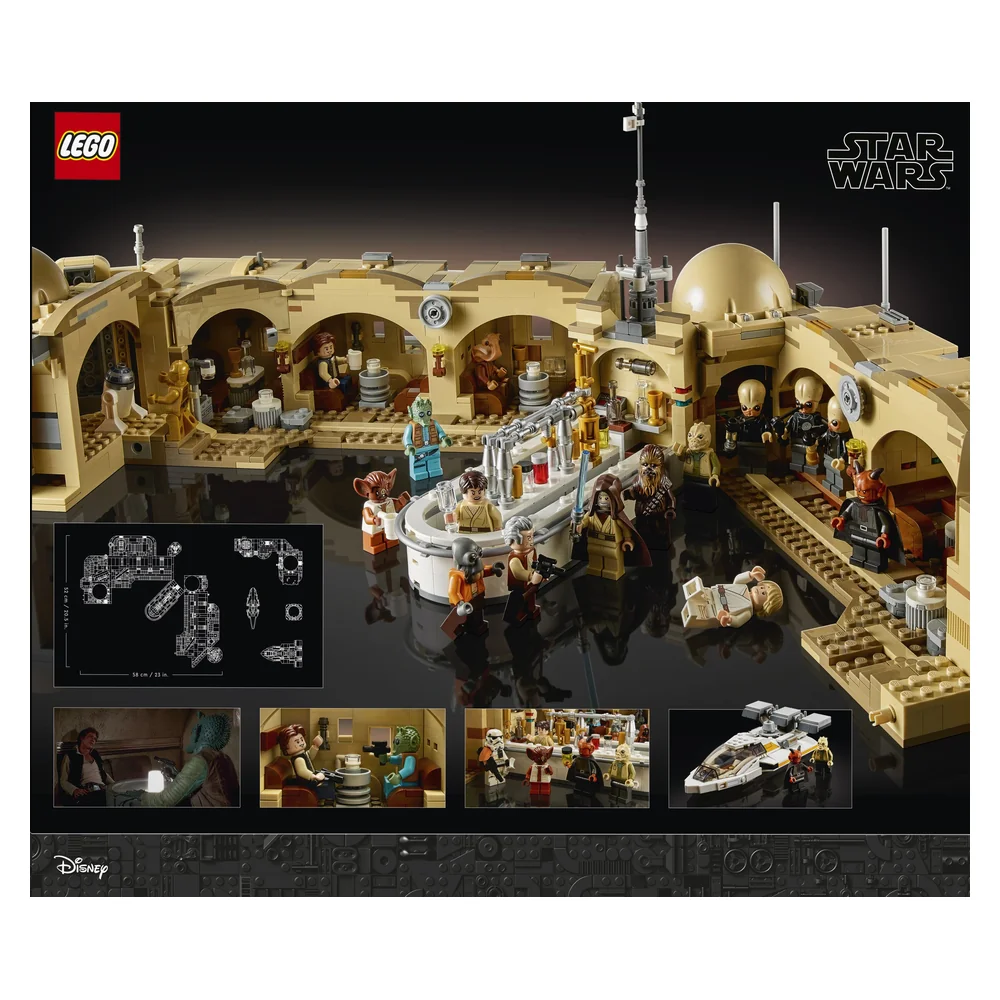 LEGO
STAR
WARS
52 cm / 20.5 in.
58 cm / 23 in.
Disney